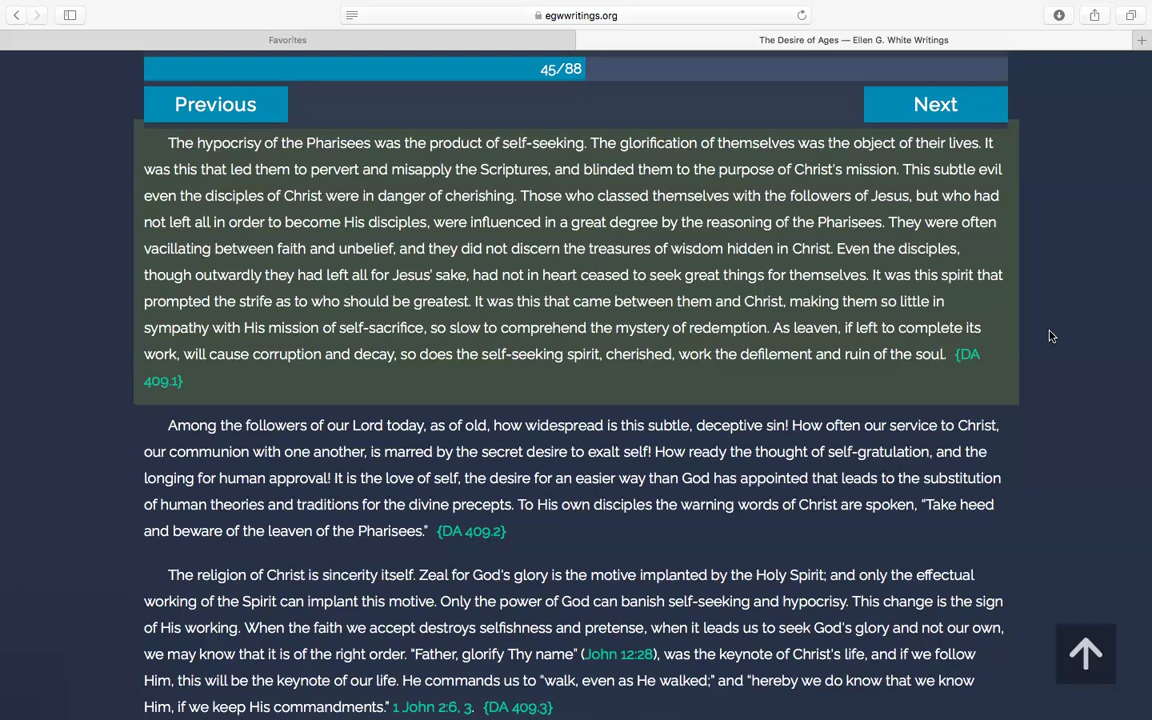 egwwritings.org
Favorites
The Desire of Ages — Ellen G. White Writings
45/88
Previous
Next
The hypocrisy of the Pharisees was the product of self-seeking. The glorification of themselves was the object of their lives. It
was this that led them to pervert and misapply the Scriptures, and blinded them to the purpose of Christ's mission. This subtle evil
even the disciples of Christ were in danger of cherishing. Those who classed themselves with the followers of Jesus, but who had
not left all in order to become His disciples, were influenced in a great degree by the reasoning of the Pharisees. They were often
vacillating between faith and unbelief, and they did not discern the treasures of wisdom hidden in Christ. Even the disciples,
though outwardly they had left all for Jesus' sake, had not in heart ceased to seek great things for themselves. It was this spirit that
prompted the strife as to who should be greatest. It was this that came between them and Christ, making them so little in
sympathy with His mission of self-sacrifice, so slow to comprehend the mystery of redemption. As leaven, if left to complete its
work, will cause corruption and decay, so does the self-seeking spirit, cherished, work the defilement and ruin of the soul. {DA
409.1}
Among the followers of our Lord today, as of old, how widespread is this subtle, deceptive sin! How often our service to Christ,
our communion with one another, is marred by the secret desire to exalt self! How ready the thought of self-gratulation, and the
longing for human approval! It is the love of self, the desire for an easier way than God has appointed that leads to the substitution
of human theories and traditions for the divine precepts. To His own disciples the warning words of Christ are spoken, “Take heed
and beware of the leaven of the Pharisees.” {DA 409.2}
The religion of Christ is sincerity itself. Zeal for God's glory is the motive implanted by the Holy Spirit; and only the effectual
working of the Spirit can implant this motive. Only the power of God can banish self-seeking and hypocrisy. This change is the sign
of His working. When the faith we accept destroys selfishness and pretense, when it leads us to seek God's glory and not our own,
we may know that it is of the right order. “Father, glorify Thy name” (John 12:28), was the keynote of Christ's life, and if we follow
Him, this will be the keynote of our life. He commands us to “walk, even as He walked;” and “hereby we do know that we know
Him, if we keep His commandments.” 1 John 2:6, 3. {DA 409.3}